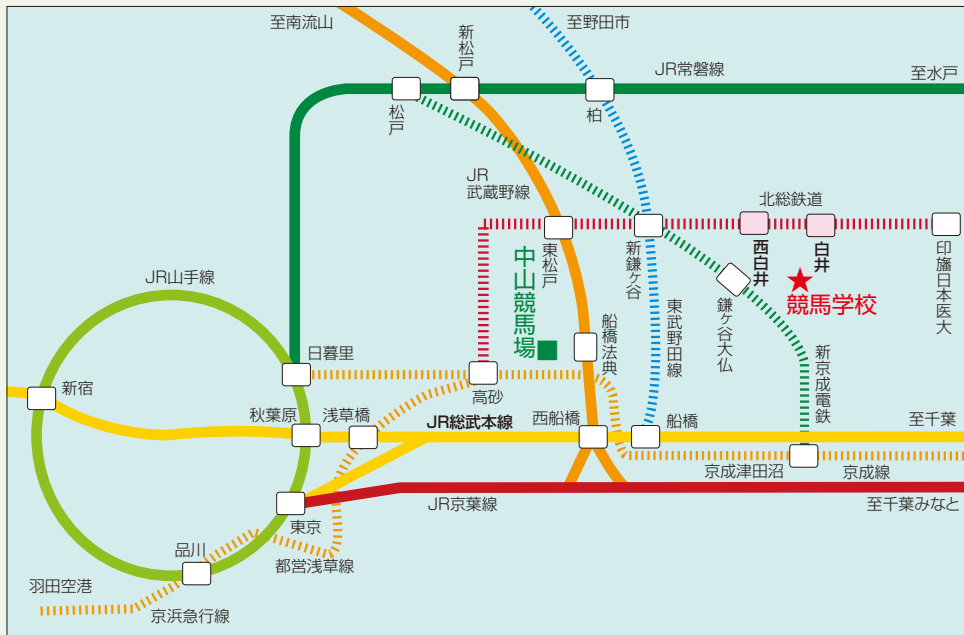 至南流山
至野田市
新松戸
JR常磐線
至水戸
松戸
柏
JR
武蔵野線
北総鉄道
東松戸
新鎌ヶ谷
西白井
白井
印旛日本医大
中山競馬場
競馬学校
鎌ヶ谷大仏
JR山手線
船橋法典
東武野田線
新京成電鉄
日暮里
高砂
新宿
秋葉原
浅草橋
JR総武本線
西船橋
船橋
至千葉
京成津田沼
京成線
東京
JR京葉線
至千葉みなと
品川
都営浅草線
羽田空港
京浜急行線